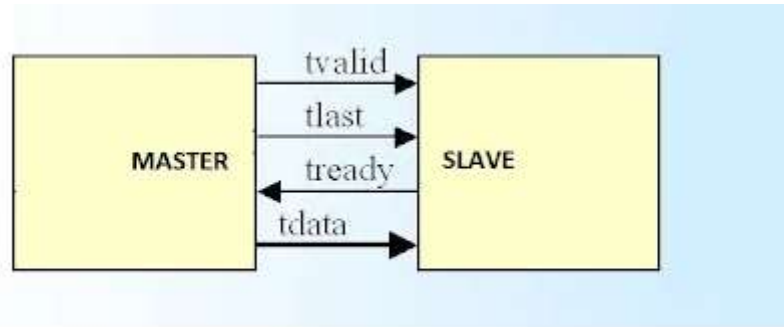 tvalid
tlast
MASTER
tready
SLAVE
tdata